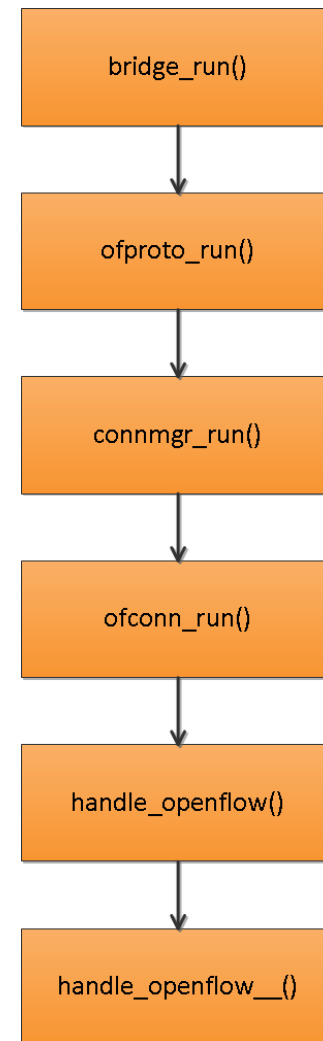 bridge_run()
ofproto_run()
connmgr_run()
ofconn_run()
handle_openflow()
handle_openflow__()